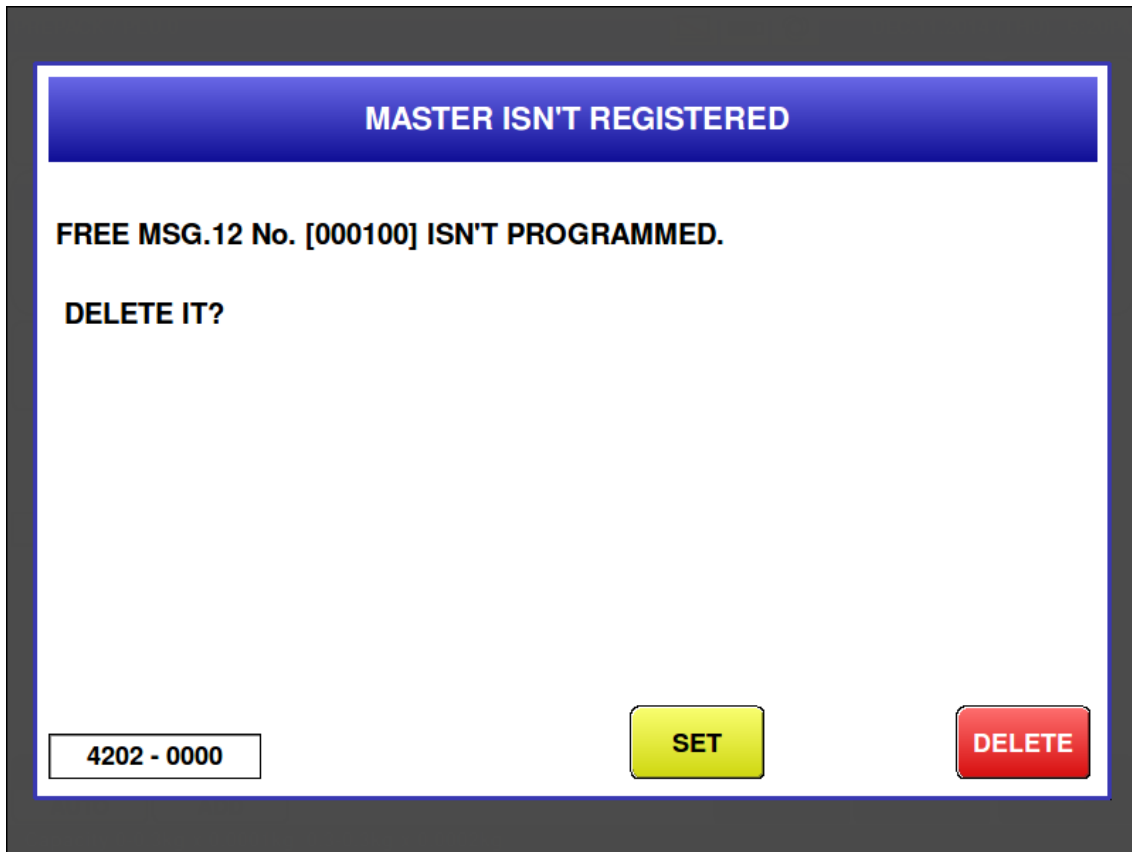 MASTER ISN'T REGISTERED
FREE MSG.12 No. [000100] ISN'T PROGRAMMED.
DELETE IT?
4202 - 0000
SET
DELETE